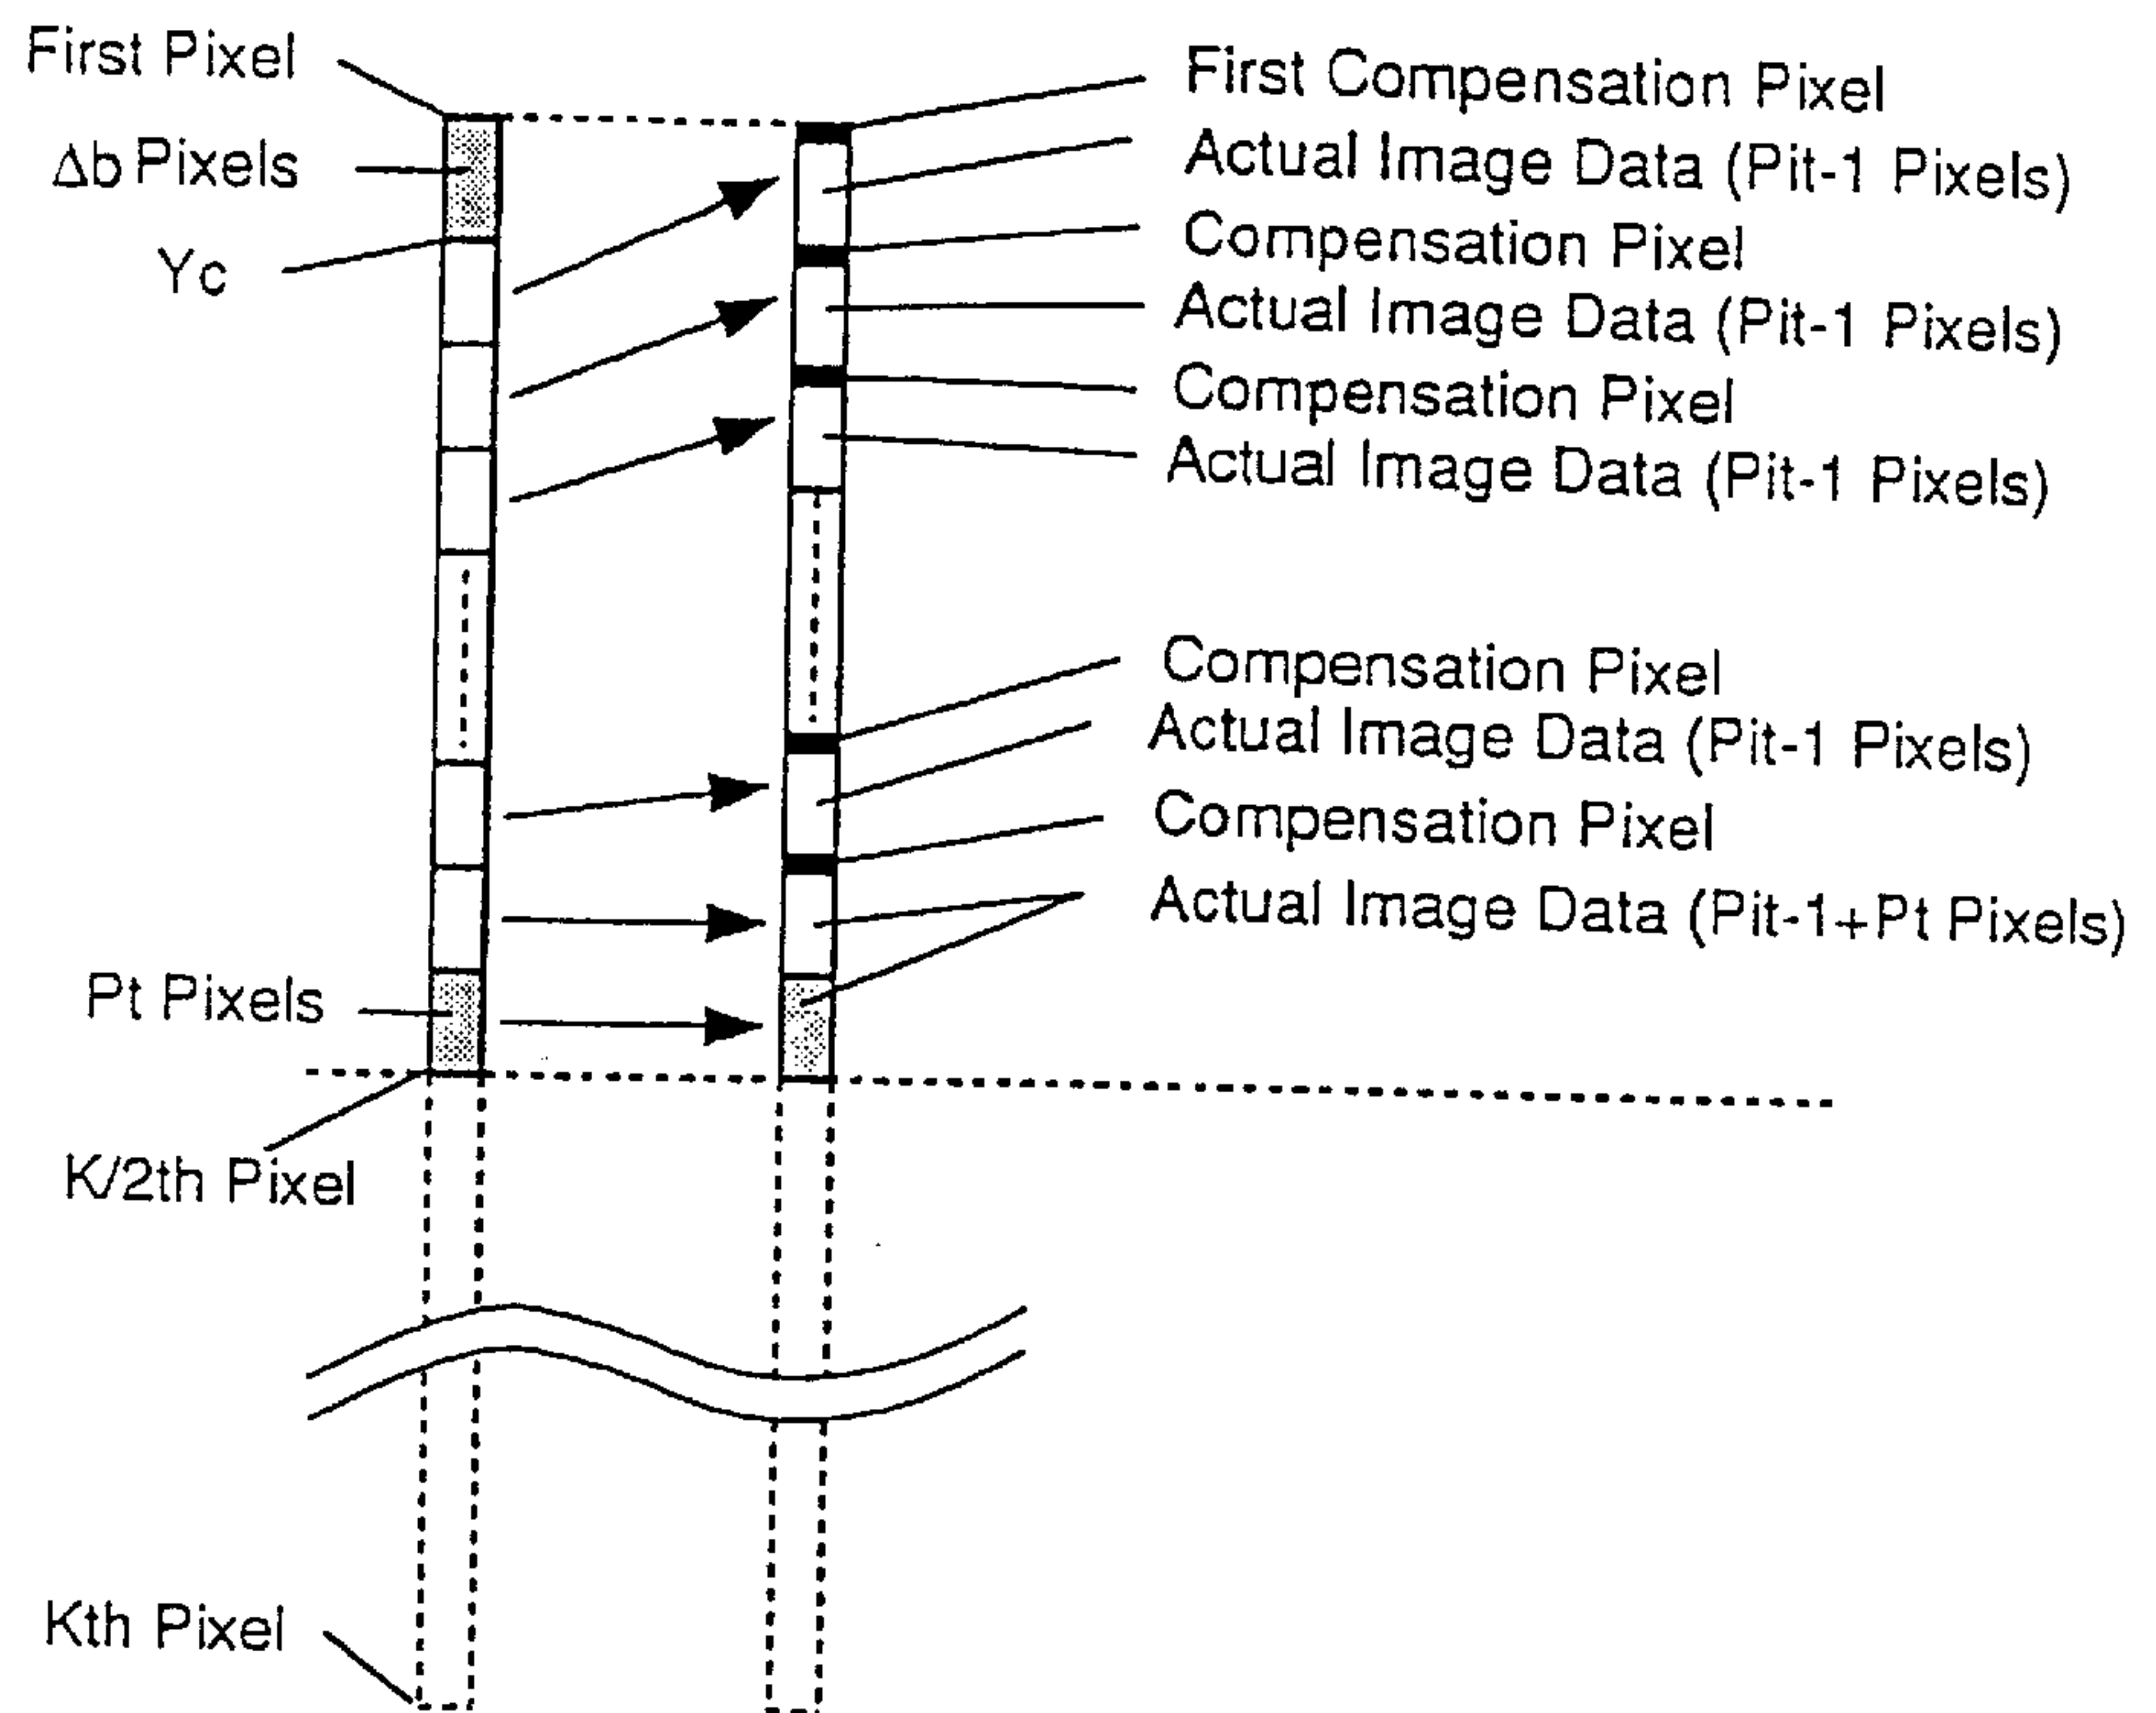 First Pixel
Δb Pixels
Yc
First Compensation Pixel
Actual Image Data (Pit-1 Pixels)
Compensation Pixel
Actual Image Data (Pit-1 Pixels)
Compensation Pixel
Actual Image Data (Pit-1 Pixels)
Compensation Pixel
Actual Image Data (Pit-1 Pixels)
Compensation Pixel
Actual Image Data (Pit-1+Pt Pixels)
Pt Pixels
K/2th Pixel
Kth Pixel